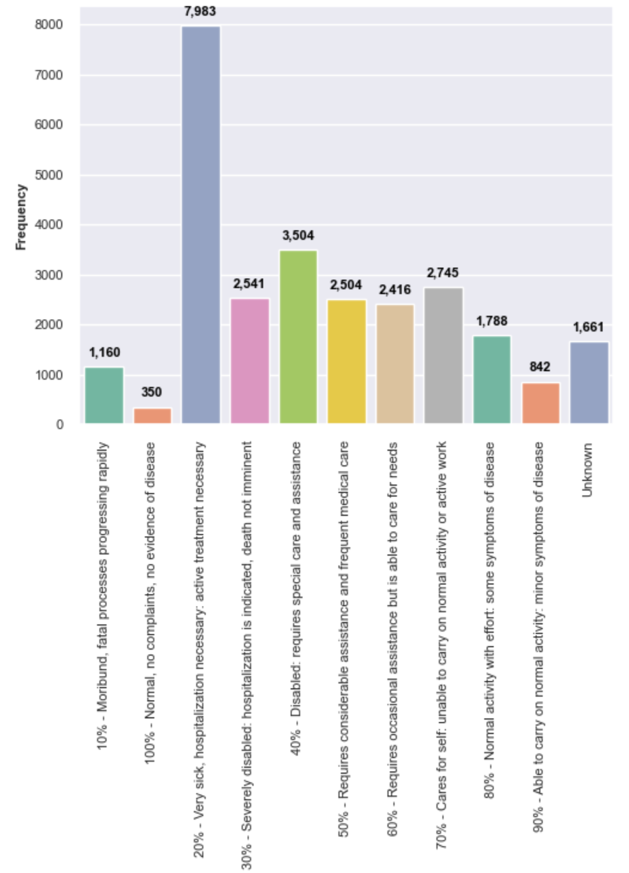 8000
7000
6000
5000
4000
3000
2000
1000
0
Frequency
7,983
1,160
350
2,541
3,504
2,504
2,416
2,745
1,788
842
1,661
10% - Moribund, fatal processes progressing rapidly
100% - Normal, no complaints, no evidence of disease
20% - Very sick, hospitalization necessary: active treatment necessary
30% - Severely disabled: hospitalization is indicated, death not imminent
40% - Disabled: requires special care and assistance
50% - Requires considerable assistance and frequent medical care
60% - Requires occasional assistance but is able to care for needs
70% - Cares for self: unable to carry on normal activity or active work
80% - Normal activity with effort: some symptoms of disease
90% - Able to carry on normal activity: minor symptoms of disease
Unknown